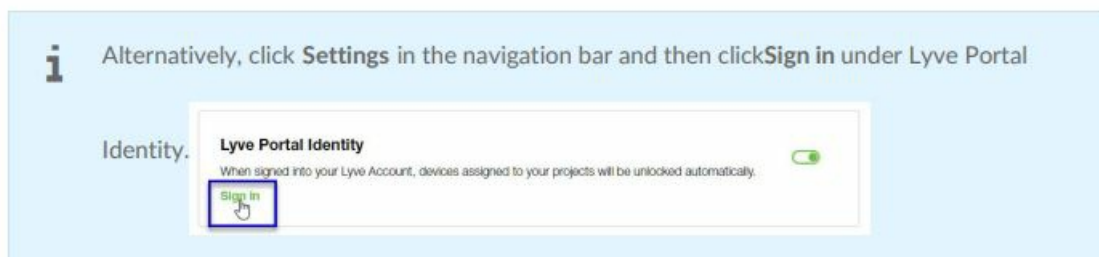 i Alternatively, click Settings in the navigation bar and then clickSign in under Lyve Portal
Identity.
Lyve Portal Identity
When signed into your Lyve Account, devices assigned to your projects will be unlocked automatically.
Sign in